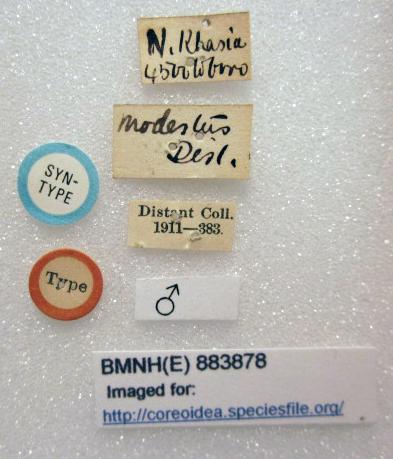 N. Khasia
modestus
Dist.
SYN-
TYPE
Distant Coll.
1911—383.
Type
♂
BMNH(E) 883878
Imaged for:
http://coreoidea.speciesfile.org/